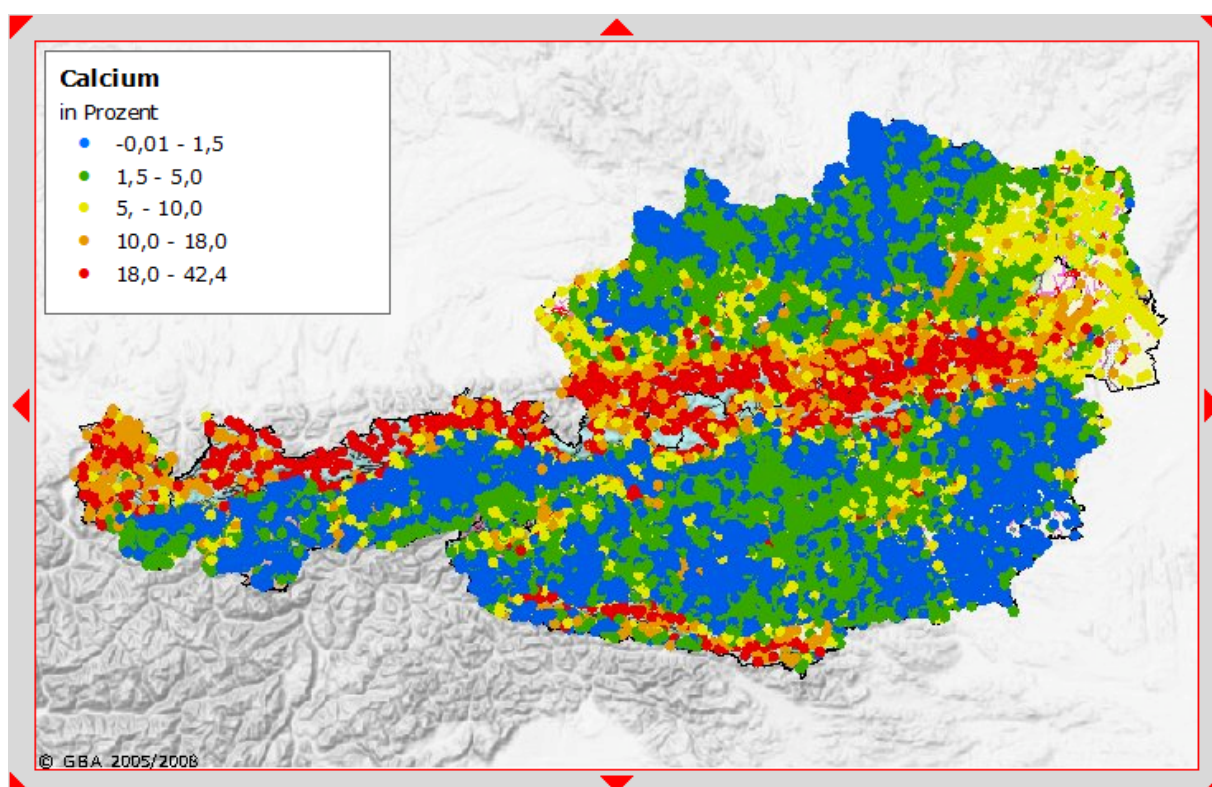 Calcium
in Prozent
-0,01 - 1,5
1,5 - 5,0
5, - 10,0
10,0 - 18,0
18,0 - 42,4
© GBA 2005/2008